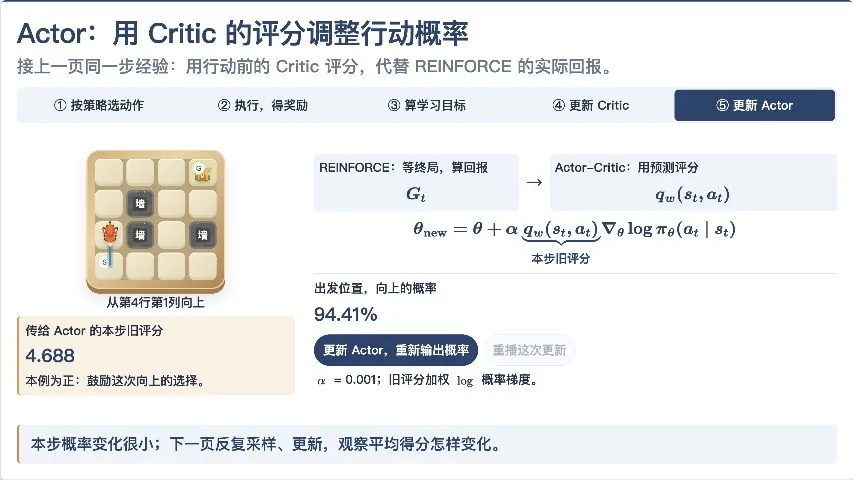 Actor：用 Critic 的评分调整行动概率
接上一页同一步经验：用行动前的 Critic 评分，代替 REINFORCE 的实际回报。
① 按策略选动作
② 执行，得奖励
③ 算学习目标
④ 更新 Critic
⑤ 更新 Actor
G
墙
墙
墙
S
从第4行第1列向上
传给 Actor 的本步旧评分
4.688
本例为正：鼓励这次向上的选择。
REINFORCE：等终局，算回报
G_t
→
Actor-Critic：用预测评分
q_w(s_t, a_t)
θ_new = θ + α q_w(s_t, a_t) ∇_θ log π_θ(a_t | s_t)
本步旧评分
出发位置，向上的概率
94.41%
更新 Actor，重新输出概率
重播这次更新
α = 0.001；旧评分加权 log 概率梯度。
本步概率变化很小；下一页反复采样、更新，观察平均得分怎样变化。